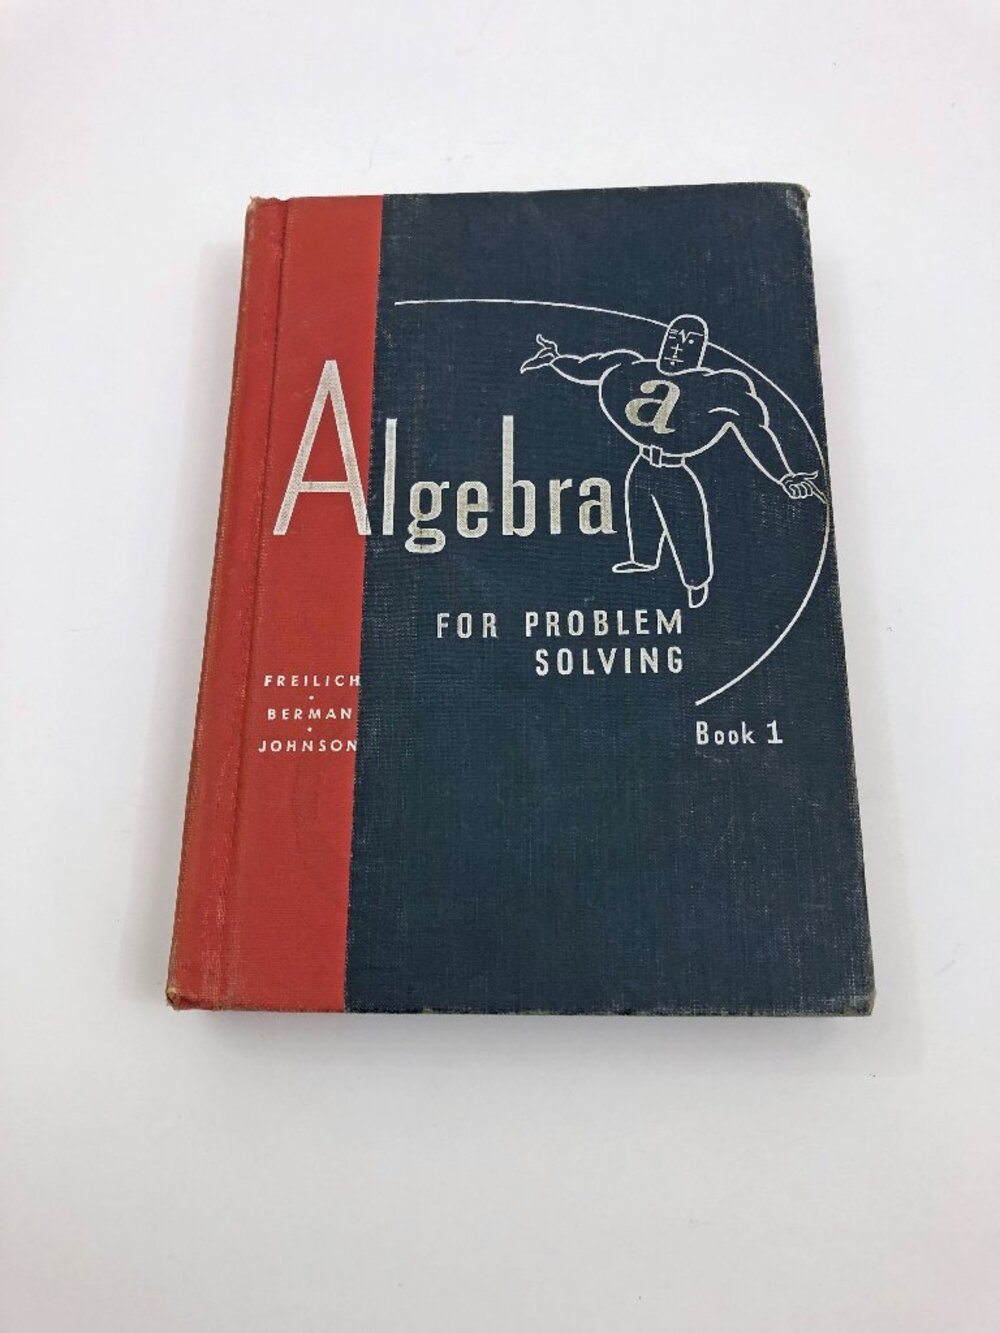 Algebra
a
FOR PROBLEM
SOLVING
Book 1
FREILICH
·
BERMAN
·
JOHNSON